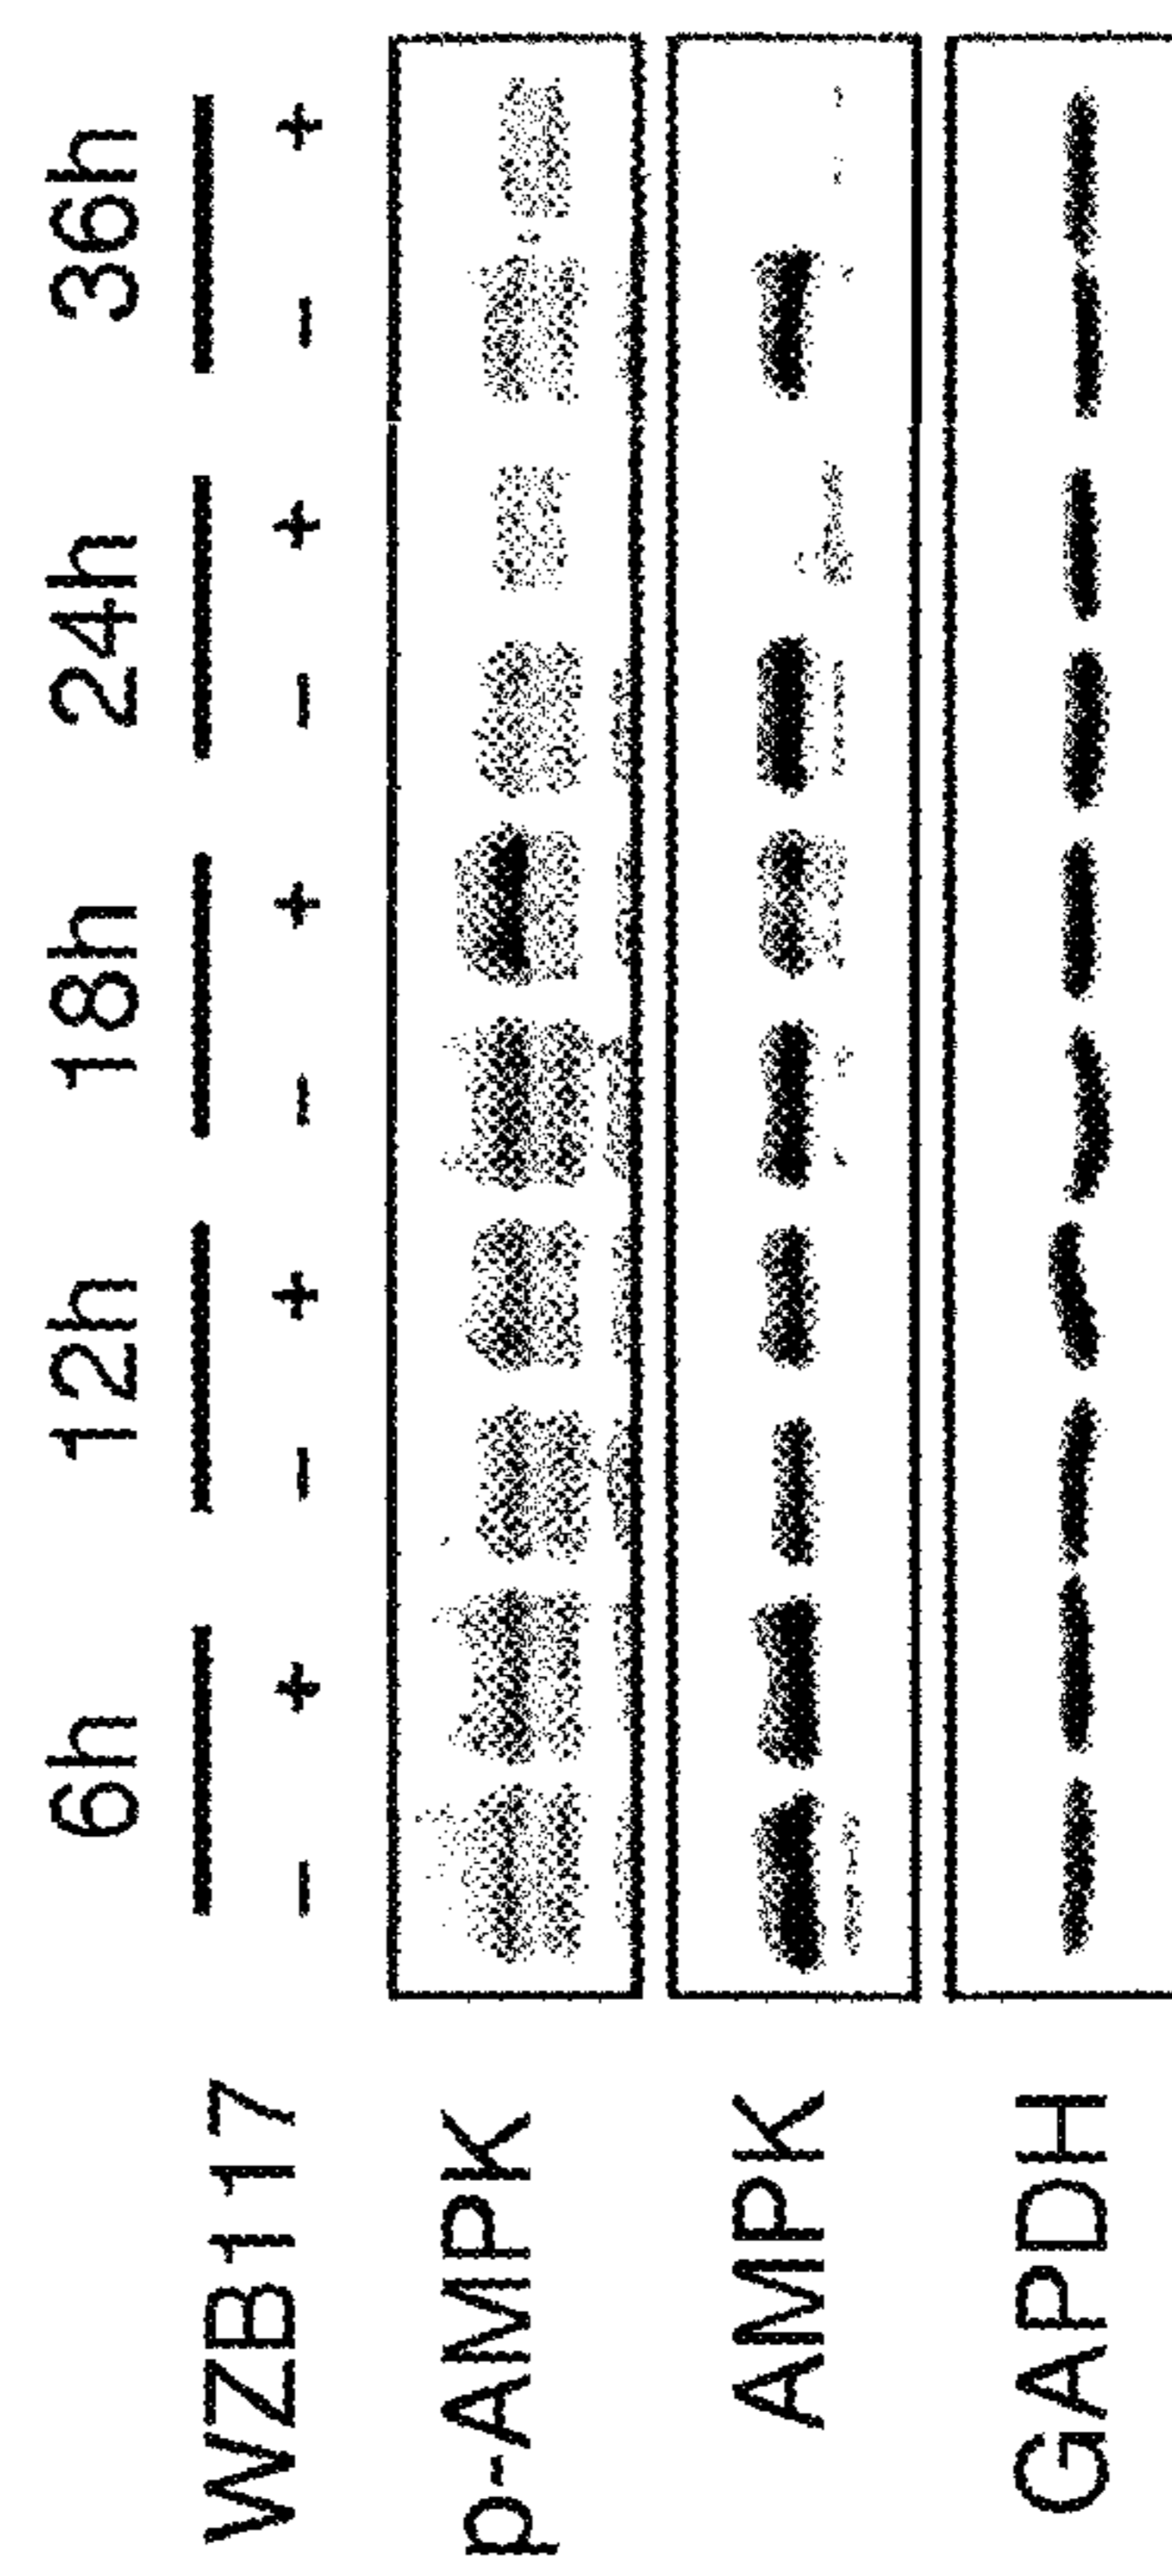 6h 12h 18h 24h 36h
WZB117 – + – + – + – + – +
p-AMPK
AMPK
GAPDH